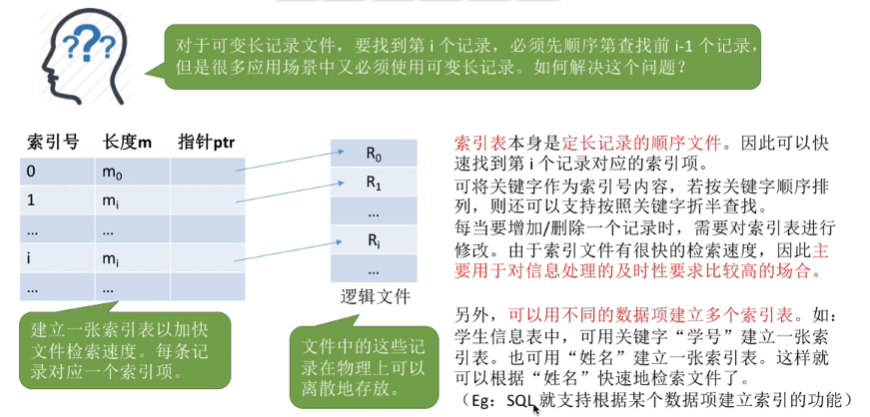 ???
对于可变长记录文件，要找到第 i 个记录，必须先顺序第查找前 i-1 个记录，
但是很多应用场景中又必须使用可变长记录。如何解决这个问题？
索引号 长度m 指针ptr
0 m0
1 mi
... ...
i mi
... ...
建立一张索引表以加快
文件检索速度。每条记
录对应一个索引项。
R0
R1
...
Ri
...
逻辑文件
文件中的这些记
录在物理上可以
离散地存放。
索引表本身是定长记录的顺序文件。因此可以快
速找到第 i 个记录对应的索引项。
可将关键字作为索引号内容，若按关键字顺序排
列，则还可以支持按照关键字折半查找。
每当要增加/删除一个记录时，需要对索引表进行
修改。由于索引文件有很快的检索速度，因此主
要用于对信息处理的及时性要求比较高的场合。
另外，可以用不同的数据项建立多个索引表。如：
学生信息表中，可用关键字“学号”建立一张索
引表。也可用“姓名”建立一张索引表。这样就
可以根据“姓名”快速地检索文件了。
（Eg：SQL 就支持根据某个数据项建立索引的功能）